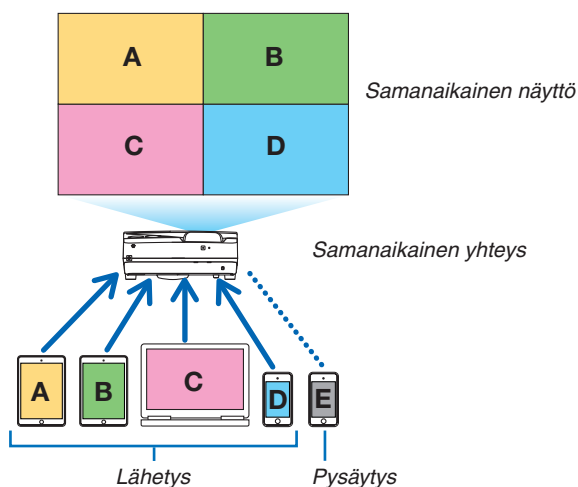 A
B
Samanaikainen näyttö
C
D
Samanaikainen yhteys
A
B
C
D
E
Lähetys
Pysäytys